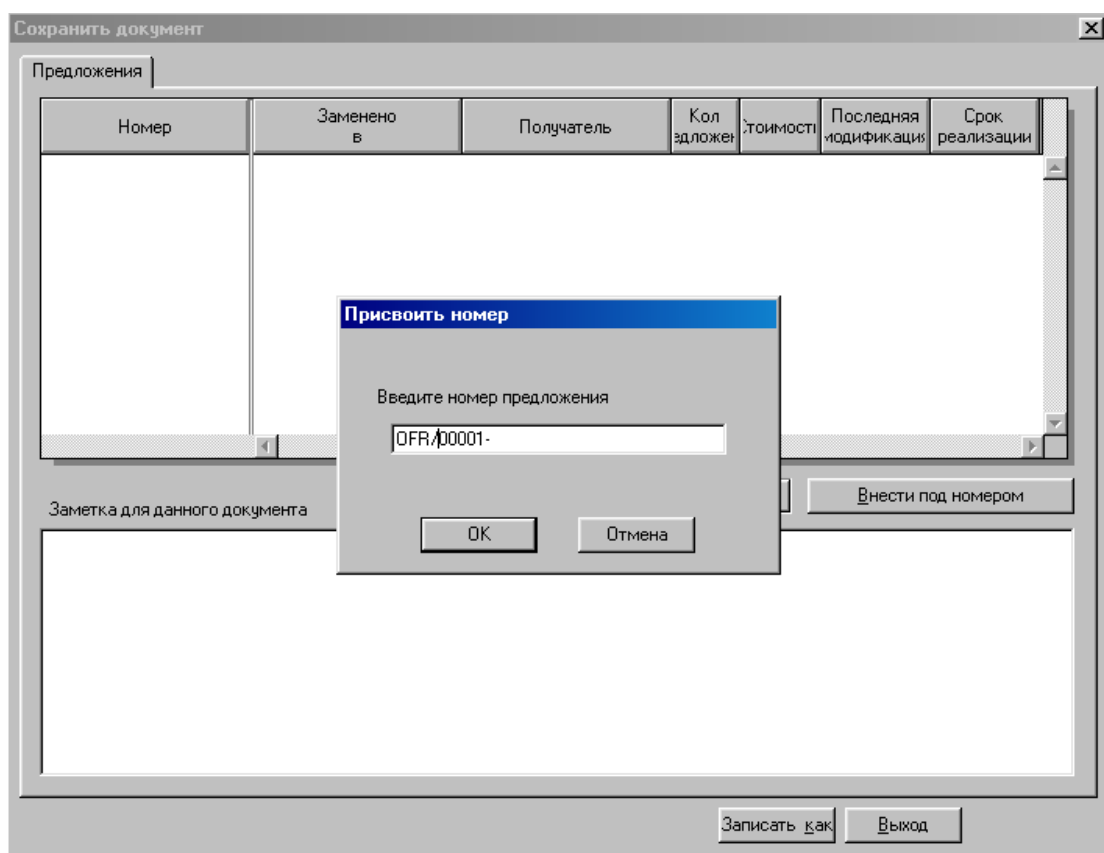 Сохранить документ
Предложения
Номер
Заменено
в
Получатель
Кол
едложен
Стоимость
Последняя
модификация
Срок
реализации
Присвоить номер
Введите номер предложения
OFR/00001-
OK
Отмена
Заметка для данного документа
Внести под номером
Записать как
Выход